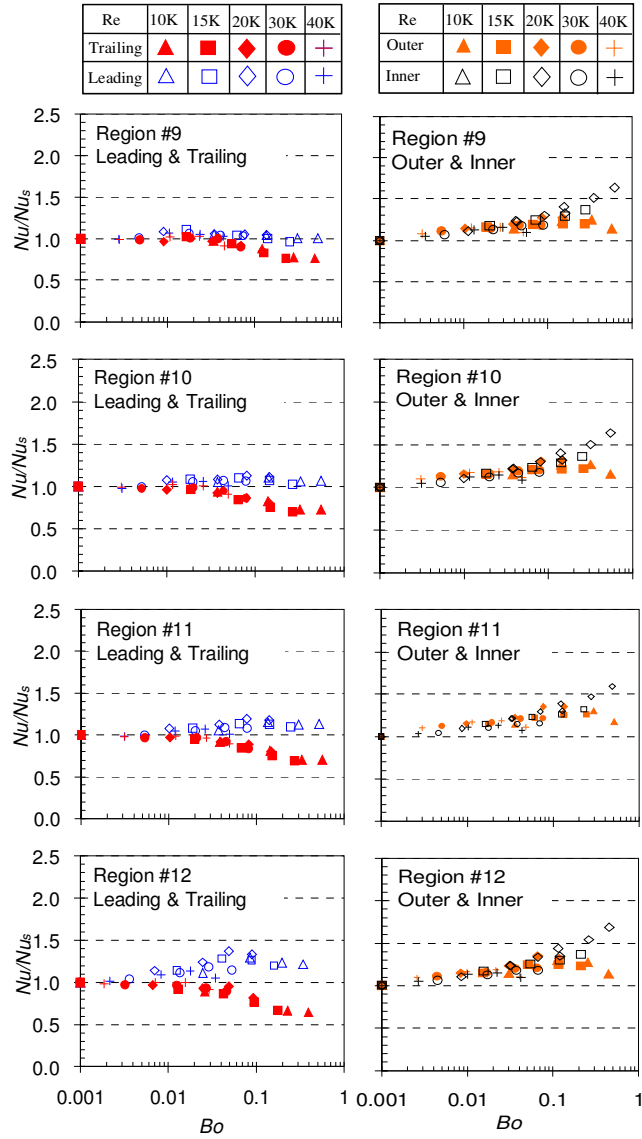 Re 10K 15K 20K 30K 40K
Trailing
Leading
Re 10K 15K 20K 30K 40K
Outer
Inner
Region #9
Leading & Trailing
Nu/Nus
2.5
2.0
1.5
1.0
0.5
0.0
Region #9
Outer & Inner
Region #10
Leading & Trailing
Nu/Nus
2.5
2.0
1.5
1.0
0.5
0.0
Region #10
Outer & Inner
Region #11
Leading & Trailing
Nu/Nus
2.5
2.0
1.5
1.0
0.5
0.0
Region #11
Outer & Inner
Region #12
Leading & Trailing
Nu/Nus
2.5
2.0
1.5
1.0
0.5
0.0
0.001 0.01 0.1 1
Bo
Region #12
Outer & Inner
0.001 0.01 0.1 1
Bo